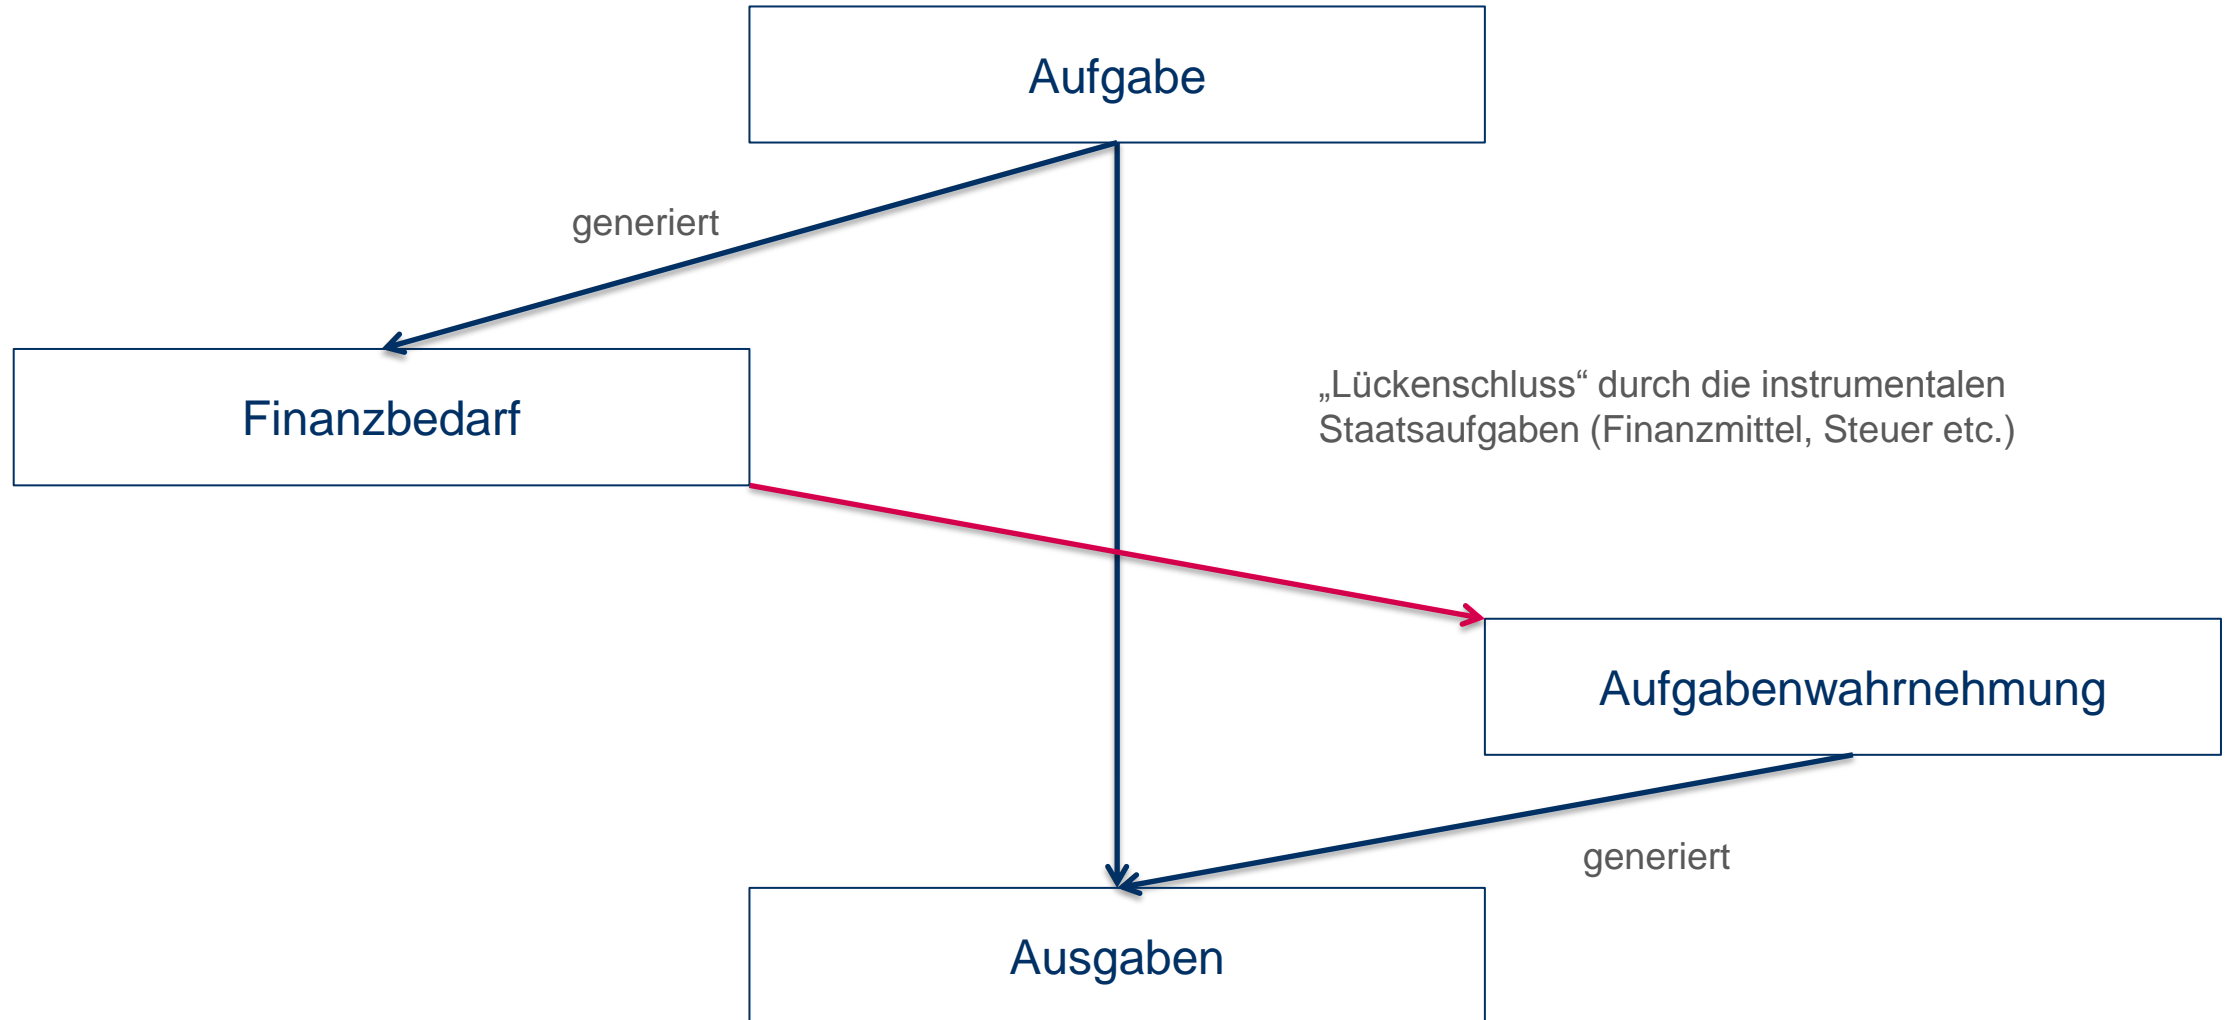 Aufgabe
generiert
Finanzbedarf
„Lückenschluss“ durch die instrumentalen
Staatsaufgaben (Finanzmittel, Steuer etc.)
Aufgabenwahrnehmung
generiert
Ausgaben